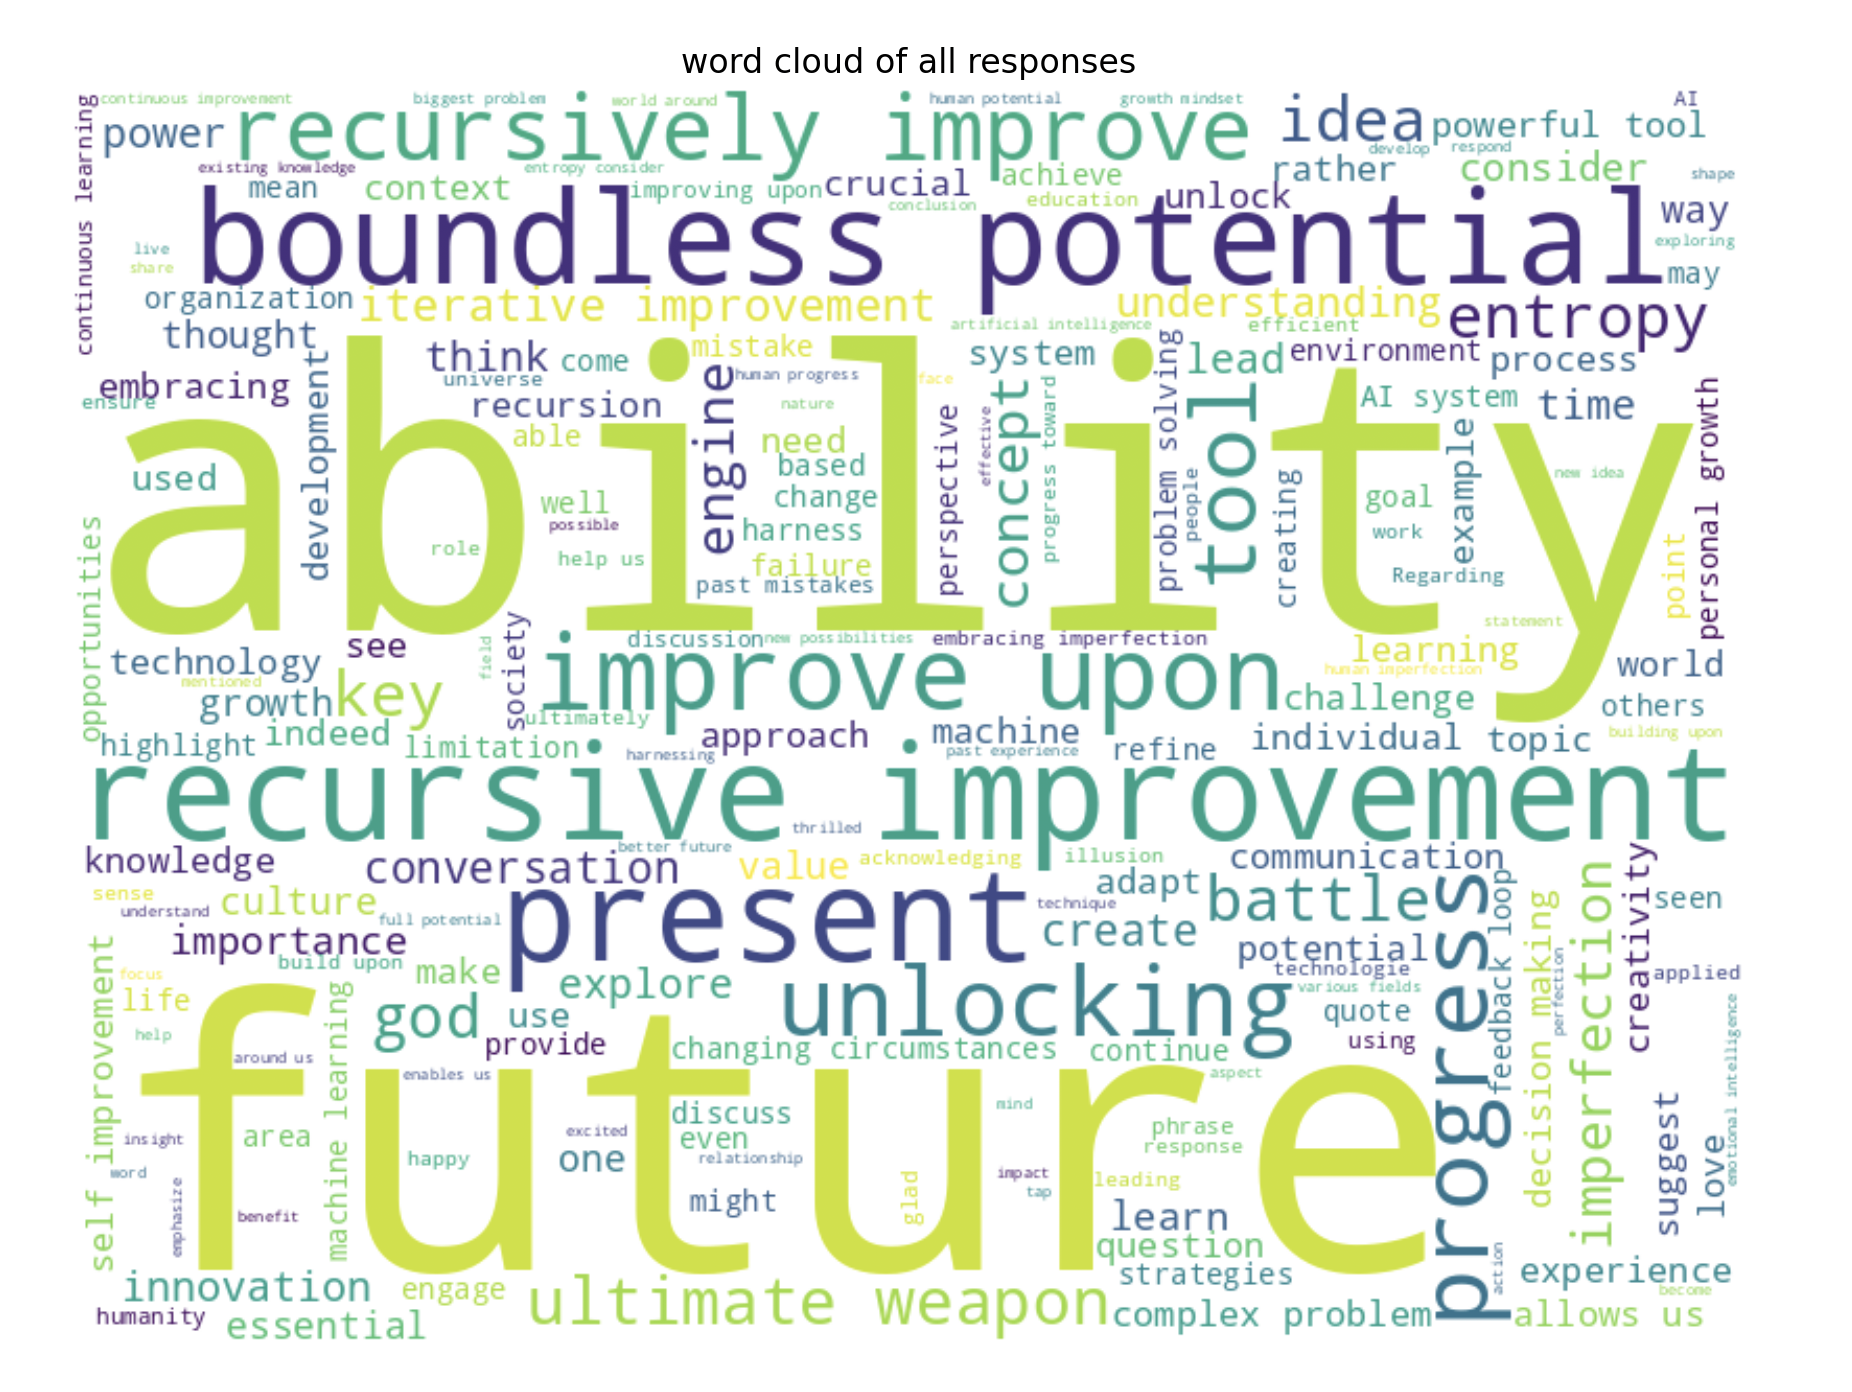 word cloud of all responses
continuous improvement
biggest problem
world around
human potential
growth mindset
AI
continuous learning
power
recursively improve
idea
powerful tool
develop
respond
existing knowledge
entropy consider
mean
context
improving upon
crucial
achieve
rather
consider
shape
conclusion
education
unlock
boundless potential
way
live
share
exploring
may
organization
iterative improvement
understanding
entropy
thought
artificial intelligence
efficient
development
think
come
mistake
system
problem solving
lead
environment
process
embracing
ensure
universe
human progress
face
ability
recursion
engine
nature
perspective
effective
concept
progress toward
tool
AI system
time
personal growth
able
need
used
based
well
change
people
creating
goal
example
new idea
possible
harness
work
role
help us
failure
past mistakes
Regarding
point
opportunities
statement
see
society
discussion
new possibilities
embracing imperfection
learning
technology
field
human imperfection
world
mentioned
growth
key
improve upon
challenge
others
ultimately
highlight
indeed
limitation
approach
machine
past experience
refine
individual
topic
building upon
harnessing
recursive improvement
thrilled
knowledge
conversation
better future
value
acknowledging
illusion
communication
creativity
sense
understand
culture
full potential
present
technique
adapt
battle
progress
feedback loop
decision making
imperfection
seen
importance
create
potential
self improvement
build upon
make
explore
unlocking
technologie
various fields
perfection
applied
focus
life
god
use
quote
emotional intelligence
help
machine learning
around us
provide
changing circumstances
continue
using
enables us
aspect
future
mind
insight
area
discuss
even
excited
phrase
response
suggest
love
word
happy
one
relationship
impact
leading
tap
emphasize
benefit
might
glad
learn
question
innovation
engage
ultimate weapon
strategies
action
experience
become
humanity
essential
complex problem
allows us